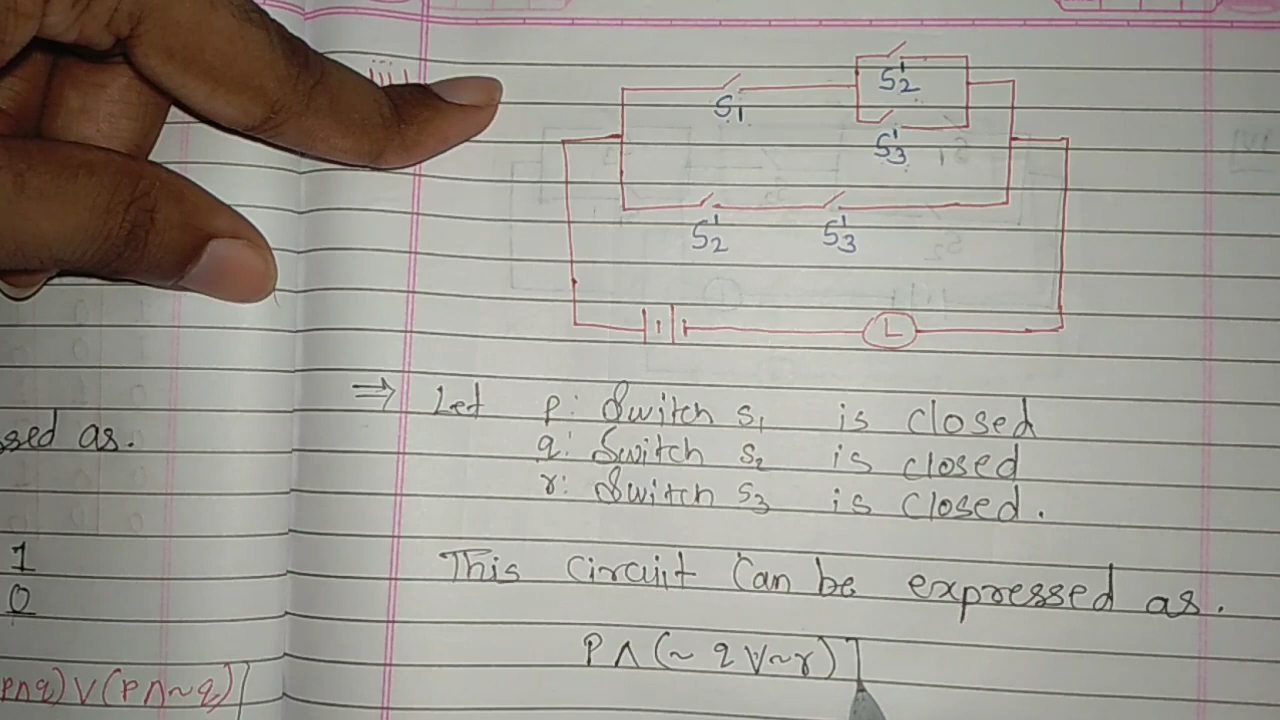 iii
S₂'
S₁
S₃'
S₂' S₃'
L
⇒ Let p: Switch S₁ is closed
q: Switch S₂ is closed
r: Switch S₃ is closed.
This Circuit Can be expressed as.
P∧(~q∨~r)]
sed as.
1
0
P∧q)∨(P∧~q)]